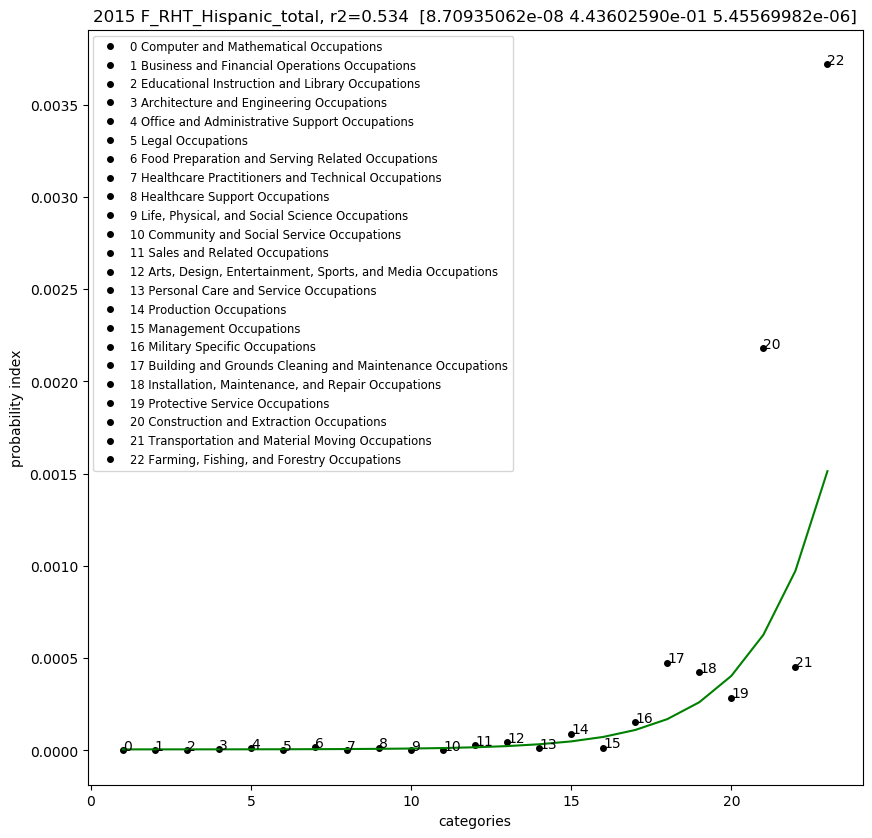 2015 F_RHT_Hispanic_total, r2=0.534  [8.70935062e-08 4.43602590e-01 5.45569982e-06]
0 Computer and Mathematical Occupations
1 Business and Financial Operations Occupations
2 Educational Instruction and Library Occupations
3 Architecture and Engineering Occupations
4 Office and Administrative Support Occupations
5 Legal Occupations
6 Food Preparation and Serving Related Occupations
7 Healthcare Practitioners and Technical Occupations
8 Healthcare Support Occupations
9 Life, Physical, and Social Science Occupations
10 Community and Social Service Occupations
11 Sales and Related Occupations
12 Arts, Design, Entertainment, Sports, and Media Occupations
13 Personal Care and Service Occupations
14 Production Occupations
15 Management Occupations
16 Military Specific Occupations
17 Building and Grounds Cleaning and Maintenance Occupations
18 Installation, Maintenance, and Repair Occupations
19 Protective Service Occupations
20 Construction and Extraction Occupations
21 Transportation and Material Moving Occupations
22 Farming, Fishing, and Forestry Occupations
probability index
0.0035
0.0030
0.0025
0.0020
0.0015
0.0010
0.0005
0.0000
0
1
2
3
4
5
6
7
8
9
10
11
12
13
14
15
16
17
18
19
20
21
22
0
5
10
15
20
categories